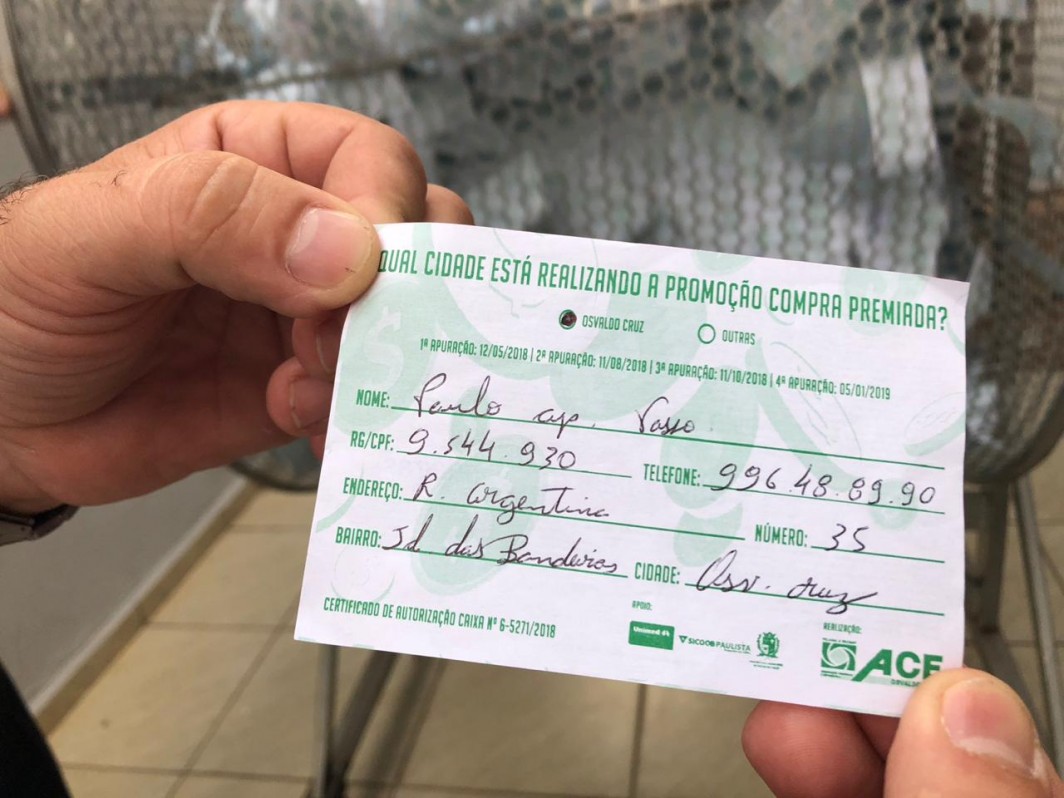 QUAL CIDADE ESTÁ REALIZANDO A PROMOÇÃO COMPRA PREMIADA?
OSVALDO CRUZ OUTRAS
1ª APURAÇÃO: 12/05/2018 | 2ª APURAÇÃO: 11/08/2018 | 3ª APURAÇÃO: 11/10/2018 | 4ª APURAÇÃO: 05/01/2019
NOME: Paulo ap. Vasso
RG/CPF: 9.544.930 TELEFONE: 996.48.89.90
ENDEREÇO: R. argentina NÚMERO: 35
BAIRRO: Jd das Bandeiras CIDADE: Osv. cruz
CERTIFICADO DE AUTORIZAÇÃO CAIXA Nº 6-5271/2018
APOIO:
Unimed
SICOOB PAULISTA
REALIZAÇÃO:
ACE